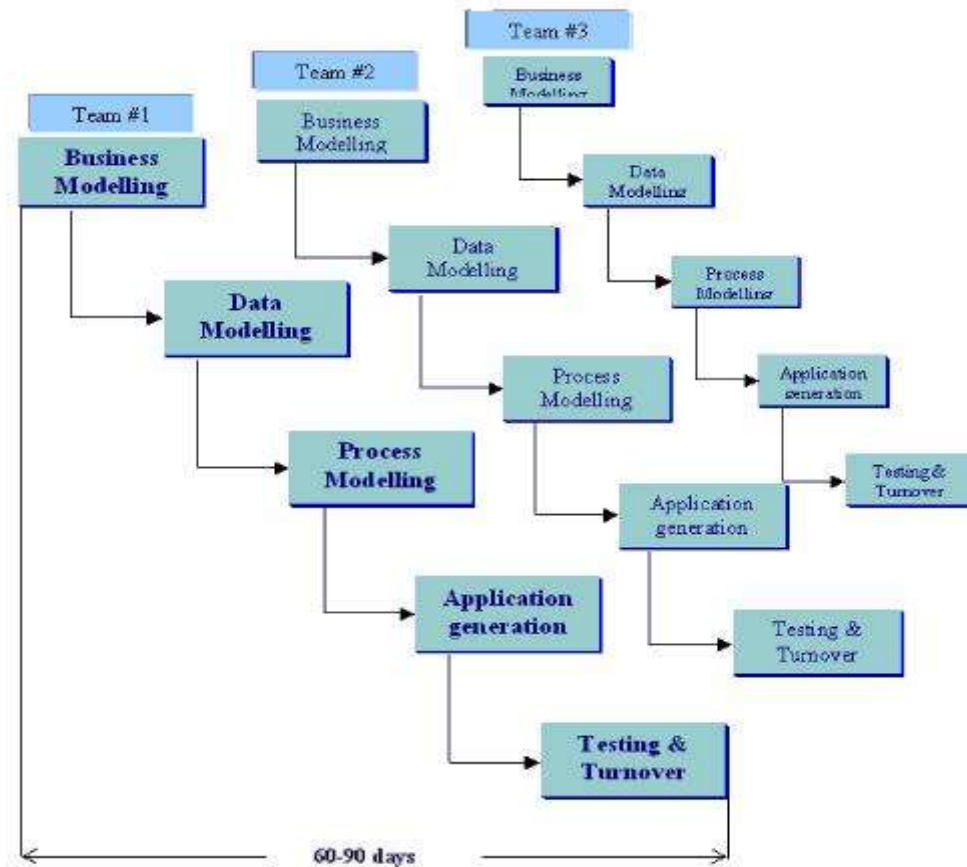 Team #1
Business
Modelling
Data
Modelling
Process
Modelling
Application
generation
Testing &
Turnover
Team #2
Business
Modelling
Data
Modelling
Process
Modelling
Application
generation
Testing &
Turnover
Team #3
Business
Modelling
Data
Modelling
Process
Modelling
Application
generation
Testing &
Turnover
60-90 days